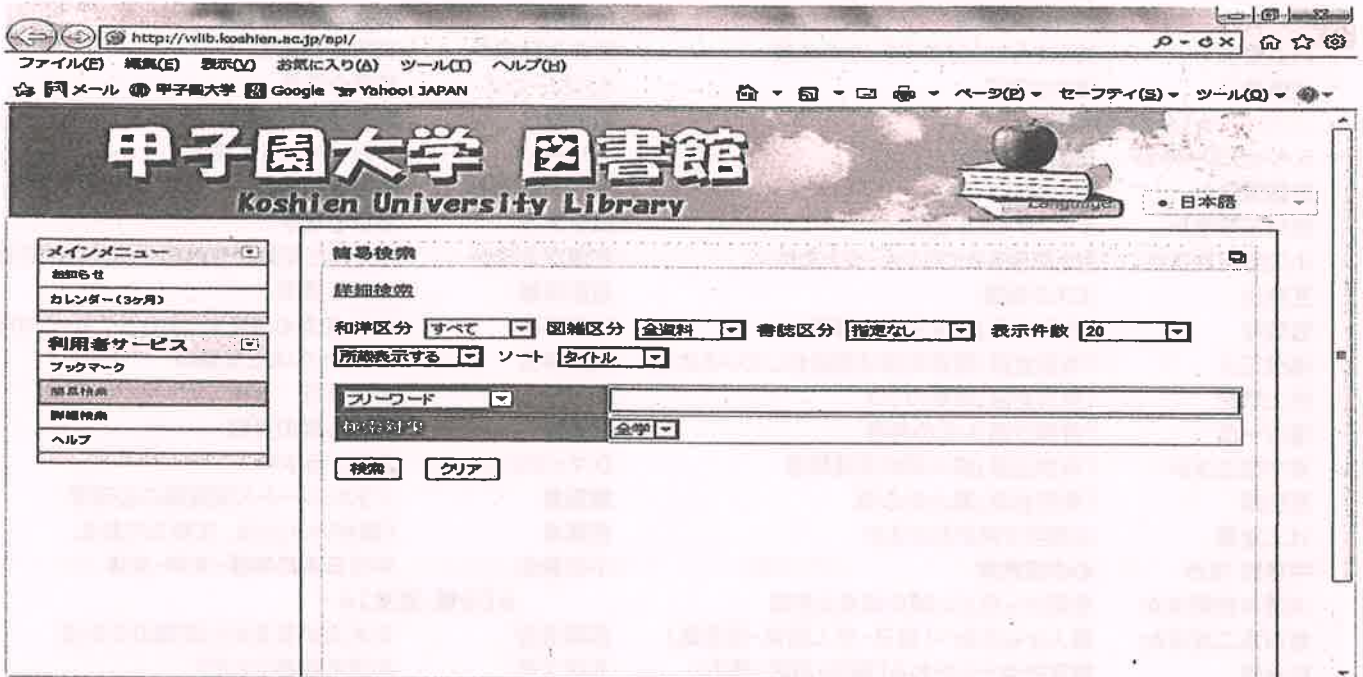 http://wlib.koshien.ac.jp/apl/
ファイル(F) 編集(E) 表示(V) お気に入り(A) ツール(T) ヘルプ(H)
メール 甲子園大学 Google Yahoo! JAPAN ページ(P) セーフティ(S) ツール(O)
甲子園大学 図書館
Koshien University Library
Language 日本語
メインメニュー
お知らせ
カレンダー(3ヶ月)
利用者サービス
ブックマーク
簡易検索
詳細検索
ヘルプ
簡易検索
詳細検索
和洋区分 すべて 図雑区分 全資料 書誌区分 指定なし 表示件数 20
所蔵表示する ソート タイトル
フリーワード
検索対象 全学
検索 クリア